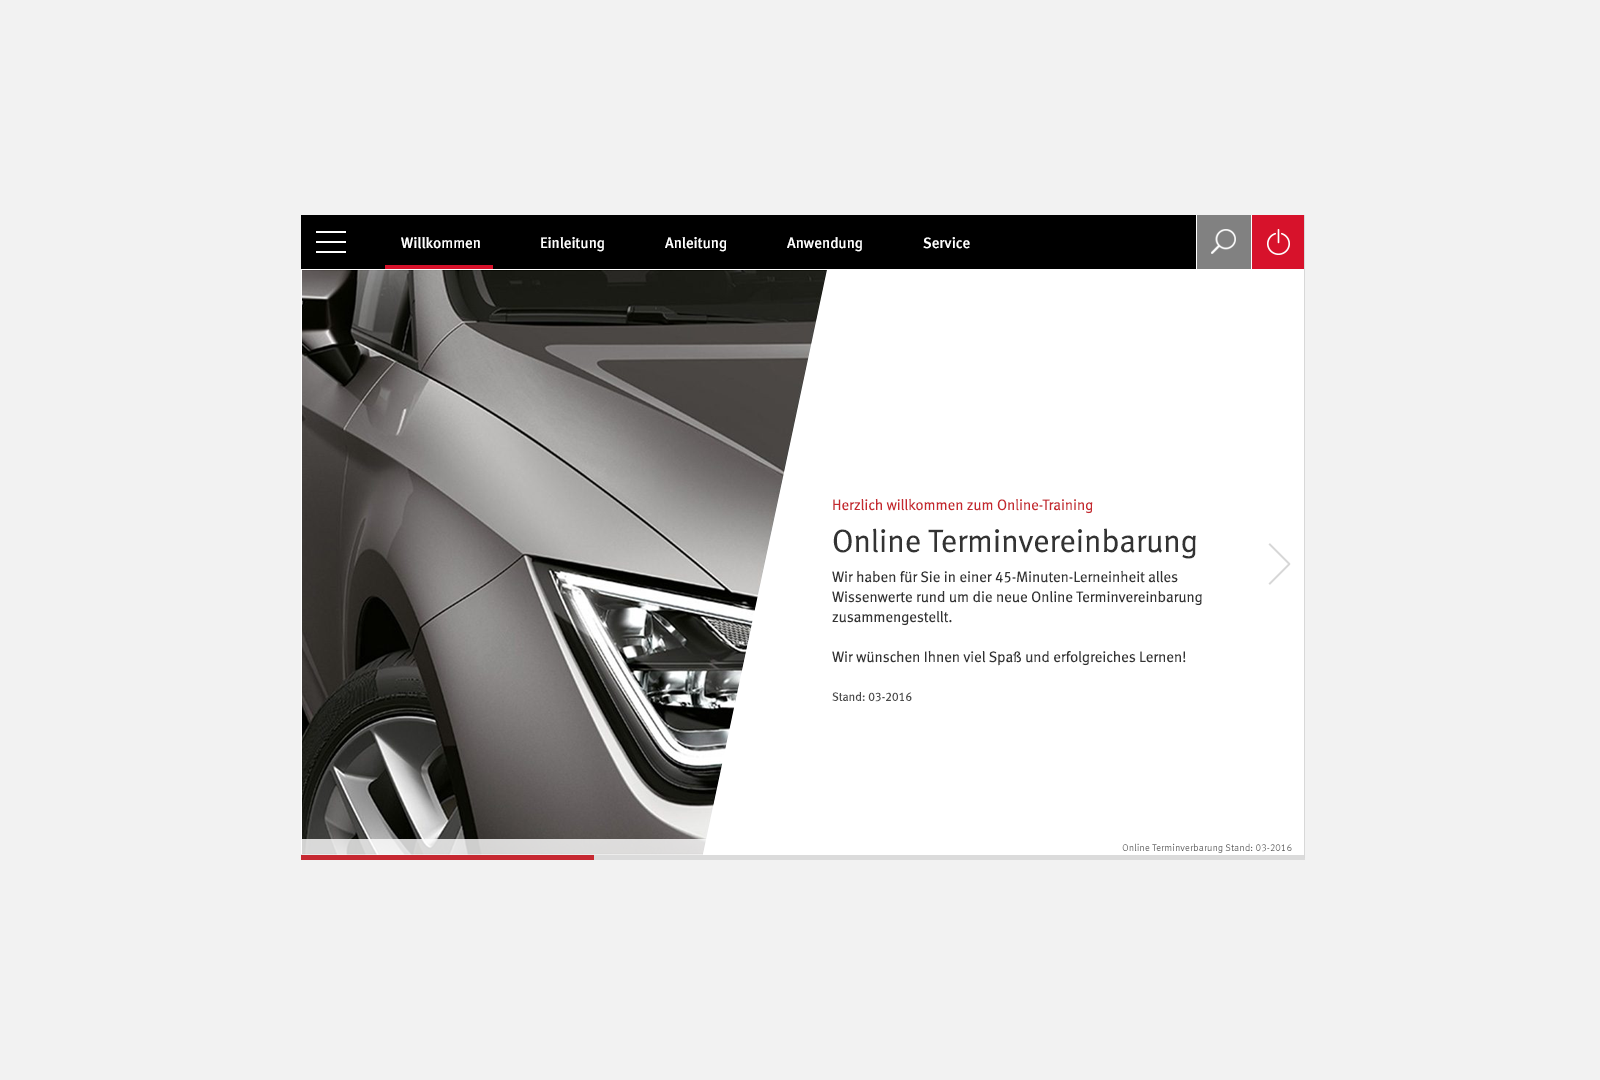 Willkommen Einleitung Anleitung Anwendung Service
Herzlich willkommen zum Online-Training
Online Terminvereinbarung
Wir haben für Sie in einer 45-Minuten-Lerneinheit alles
Wissenwerte rund um die neue Online Terminvereinbarung
zusammengestellt.
Wir wünschen Ihnen viel Spaß und erfolgreiches Lernen!
Stand: 03-2016
Online Terminverbarung Stand: 03-2016